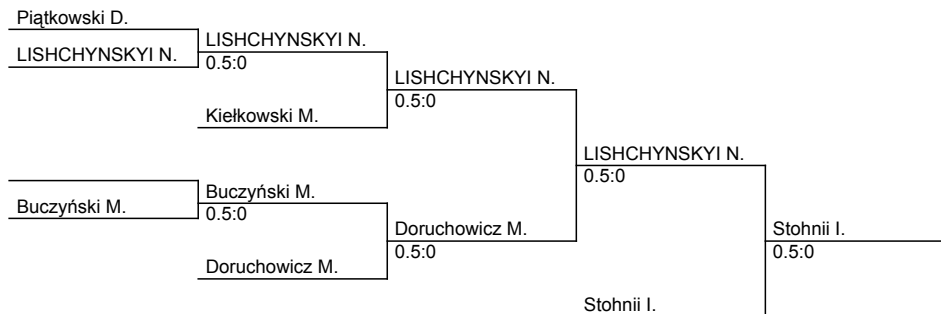 Piątkowski D.
LISHCHYNSKYI N.
LISHCHYNSKYI N.
0.5:0
LISHCHYNSKYI N.
0.5:0
Kiełkowski M.
LISHCHYNSKYI N.
0.5:0
Buczyński M.
Buczyński M.
0.5:0
Doruchowicz M.
0.5:0
Stohnii I.
0.5:0
Doruchowicz M.
Stohnii I.